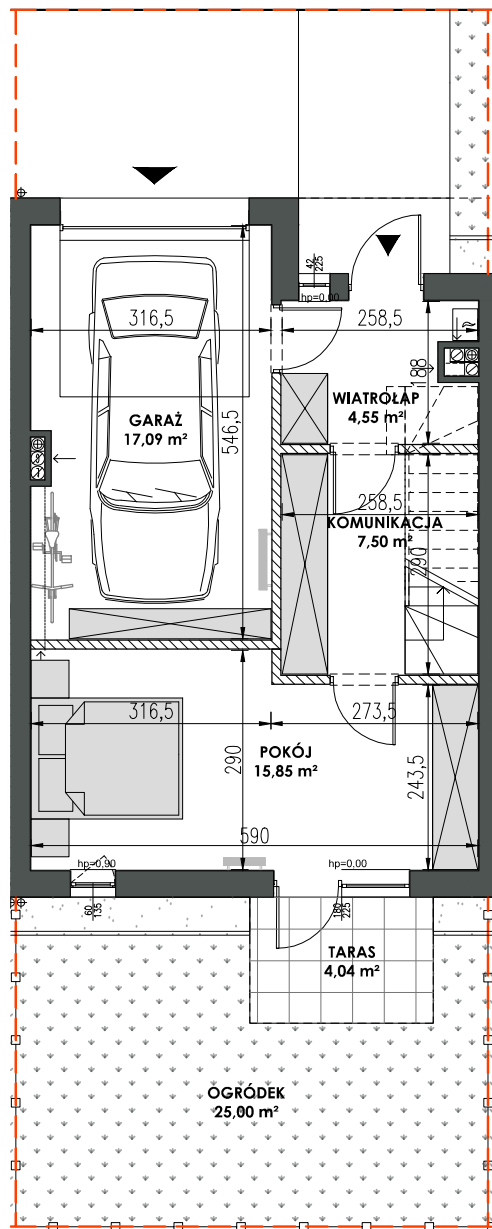 42
225
hp=0,00
316,5
258,5
188
GARAŻ
17,09 m²
WIATROŁAP
4,55 m²
546,5
258,5
KOMUNIKACJA
7,50 m²
290
316,5
273,5
POKÓJ
15,85 m²
290
243,5
590
hp=0,90
hp=0,00
60
135
180
225
TARAS
4,04 m²
OGRÓDEK
25,00 m²